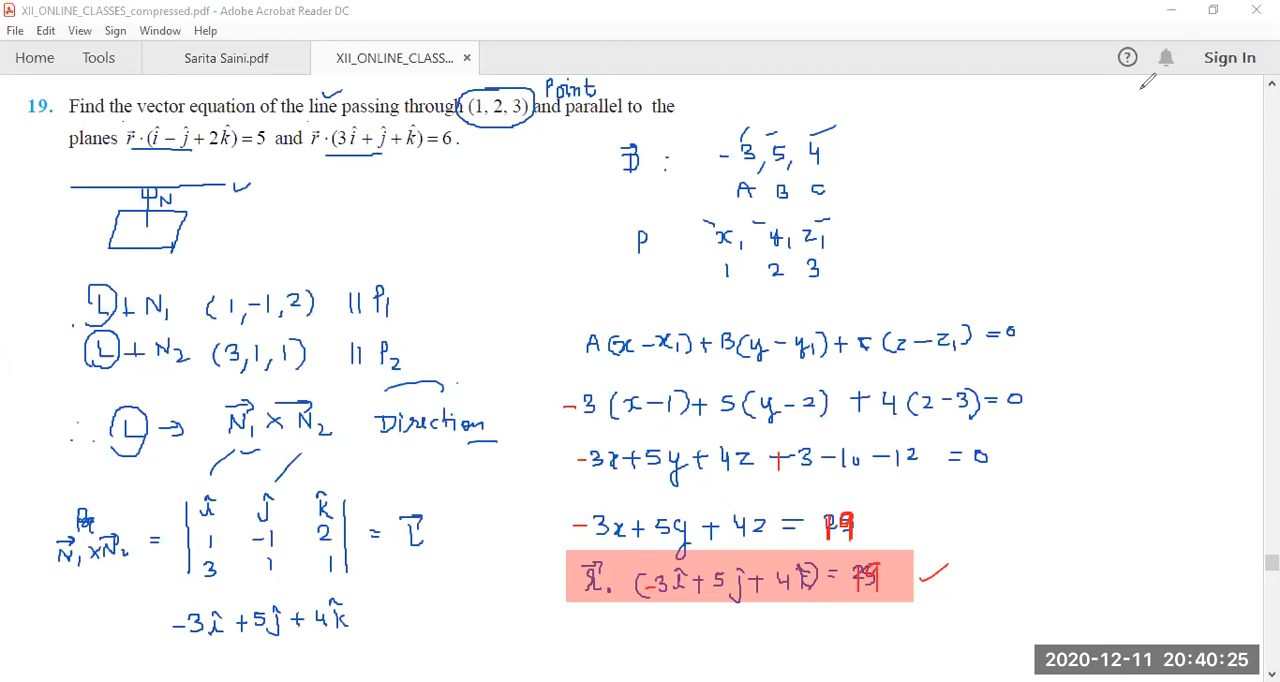 XII_ONLINE_CLASSES_compressed.pdf - Adobe Acrobat Reader DC
File Edit View Sign Window Help
Home Tools Sarita Saini.pdf XII_ONLINE_CLASS... × Sign In
Point
19. Find the vector equation of the line passing through (1, 2, 3) and parallel to the
planes r⃗ · (î − ĵ + 2k̂) = 5 and r⃗ · (3î + ĵ + k̂) = 6 .
N
L ⊥ N₁ (1, -1, 2) || P₁
L ⊥ N₂ (3, 1, 1) || P₂
∴ L → N⃗₁ × N⃗₂ Direction
N⃗₁ × N⃗₂ = | î ĵ k̂ |
1 -1 2 = L⃗
3 1 1
-3î + 5ĵ + 4k̂
: -3, 5, 4
A B C
P x₁ y₁ z₁
1 2 3
A(x - x₁) + B(y - y₁) + C(z - z₁) = 0
-3(x-1) + 5(y-2) + 4(z-3) = 0
-3x + 5y + 4z + 3 - 10 - 12 = 0
-3x + 5y + 4z = 19
r⃗. (-3î + 5ĵ + 4k̂) = 19
2020-12-11 20:40:25